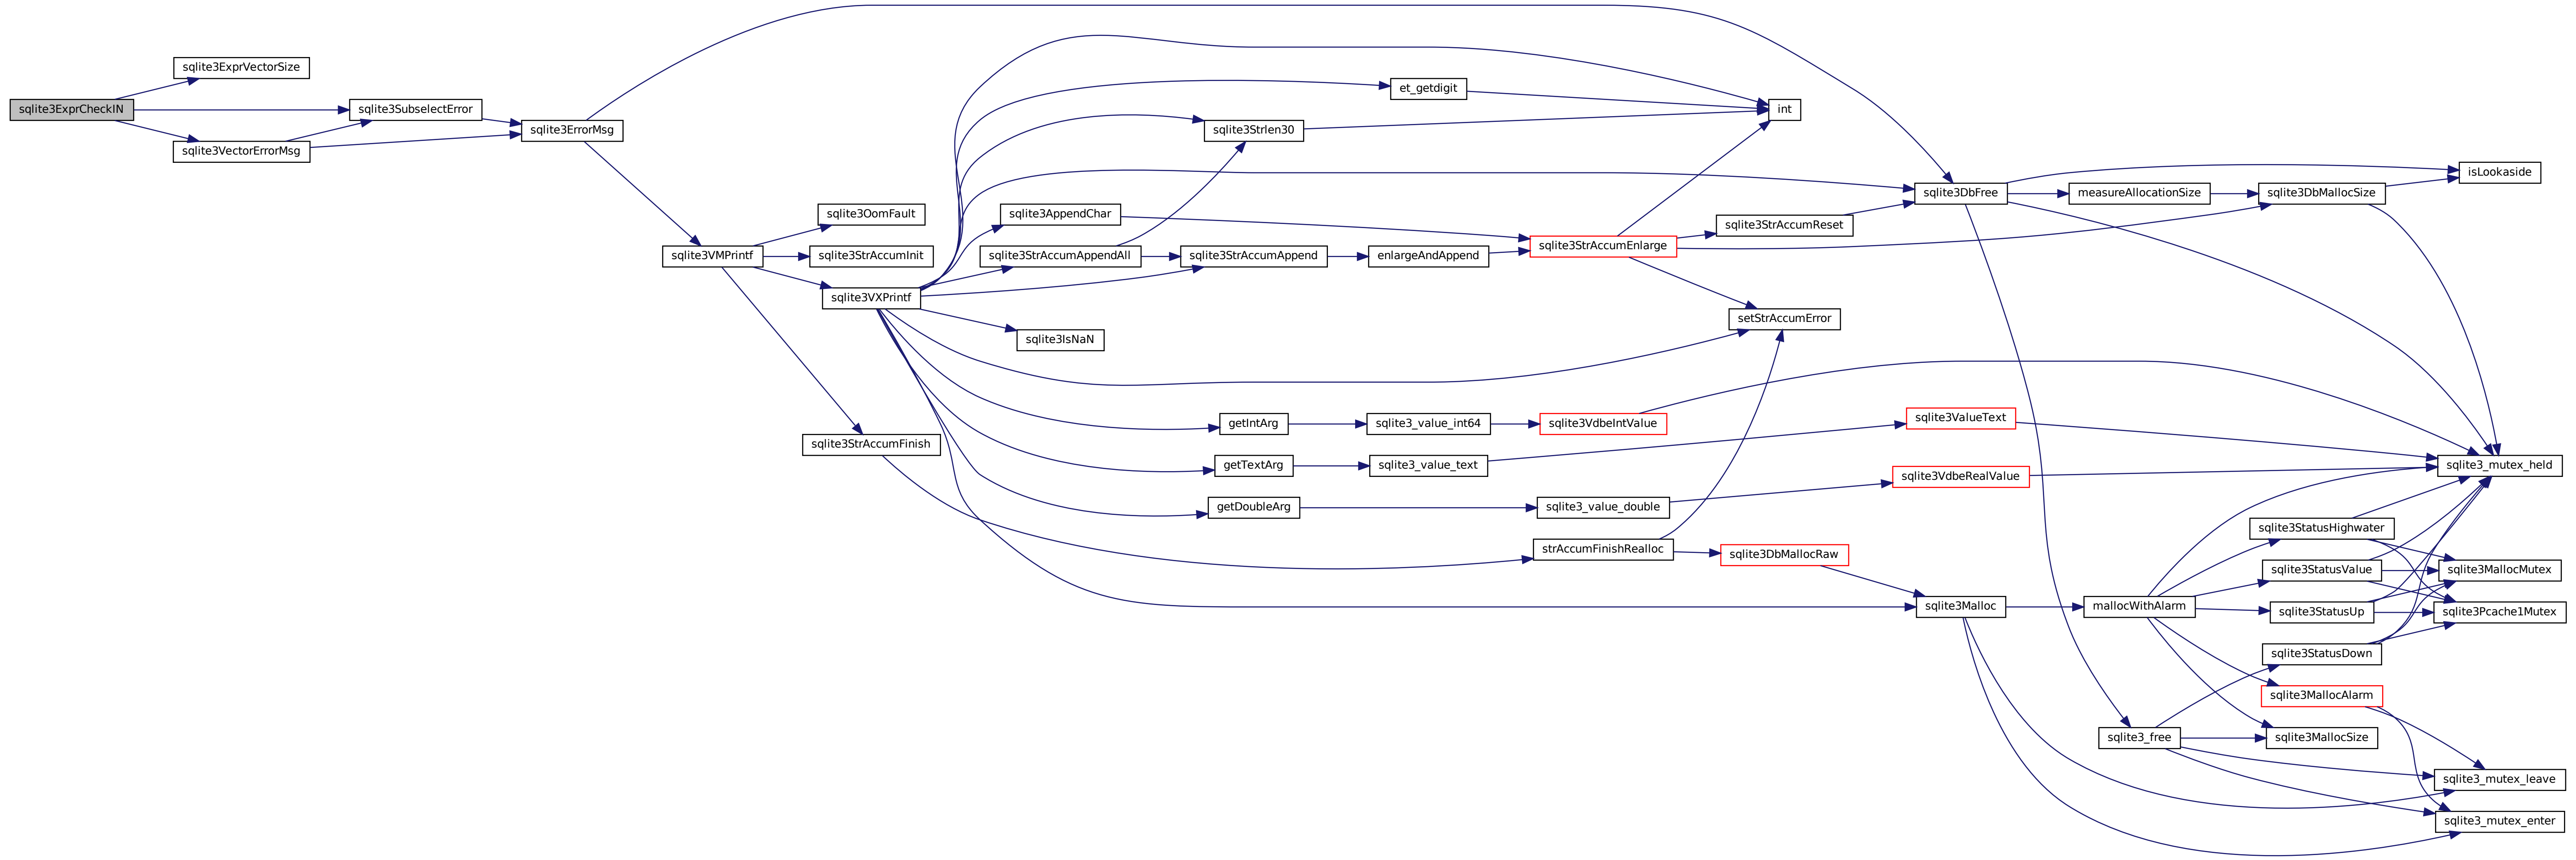 sqlite3ExprCheckIN
sqlite3ExprVectorSize
sqlite3SubselectError
sqlite3VectorErrorMsg
sqlite3ErrorMsg
sqlite3VMPrintf
sqlite3OomFault
sqlite3StrAccumInit
sqlite3VXPrintf
sqlite3StrAccumFinish
sqlite3AppendChar
sqlite3StrAccumAppendAll
sqlite3IsNaN
sqlite3Strlen30
sqlite3StrAccumAppend
getIntArg
getTextArg
getDoubleArg
et_getdigit
enlargeAndAppend
sqlite3_value_int64
sqlite3_value_text
sqlite3StrAccumEnlarge
sqlite3VdbeIntValue
sqlite3_value_double
strAccumFinishRealloc
int
sqlite3StrAccumReset
setStrAccumError
sqlite3DbMallocRaw
sqlite3DbFree
sqlite3ValueText
sqlite3VdbeRealValue
sqlite3Malloc
measureAllocationSize
mallocWithAlarm
sqlite3_free
sqlite3DbMallocSize
sqlite3StatusHighwater
sqlite3StatusValue
sqlite3StatusUp
sqlite3StatusDown
sqlite3MallocAlarm
sqlite3MallocSize
isLookaside
sqlite3_mutex_held
sqlite3MallocMutex
sqlite3Pcache1Mutex
sqlite3_mutex_leave
sqlite3_mutex_enter